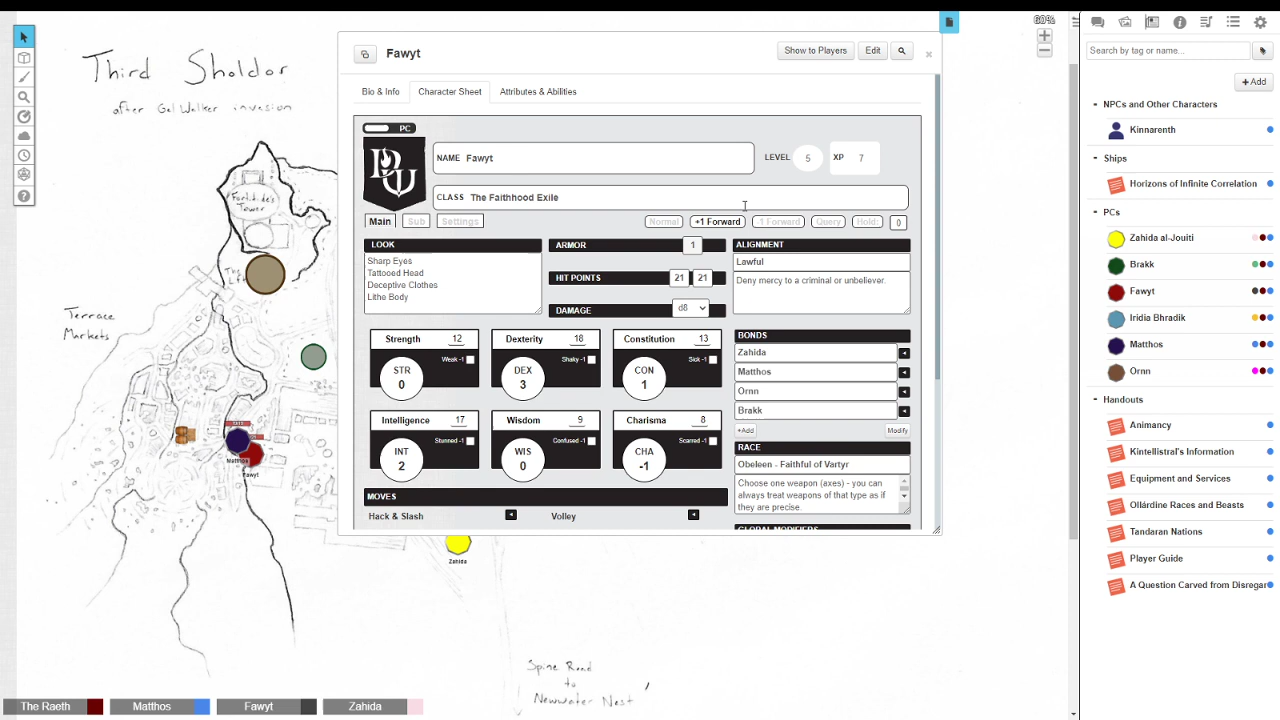 Third Sholdor
after Gelwalker invasion
Fortitude's
Tower
The
Terrace
Markets
Matthos
Fawyt
Zahida
Spine Road
to
Newwater Nest
60%
Fawyt
Show to Players
Edit
×
Bio & Info
Character Sheet
Attributes & Abilities
PC
DW
NAME Fawyt
LEVEL 5
XP 7
CLASS The Faithhood Exile
Main
Sub
Settings
Normal
+1 Forward
-1 Forward
Query
Hold:
0
LOOK
Sharp Eyes
Tattooed Head
Deceptive Clothes
Lithe Body
ARMOR 1
HIT POINTS 21 21
DAMAGE d8
ALIGNMENT
Lawful
Deny mercy to a criminal or unbeliever.
Strength 12
Weak -1
STR
0
Dexterity 18
Shaky -1
DEX
3
Constitution 13
Sick -1
CON
1
Intelligence 17
Stunned -1
INT
2
Wisdom 9
Confused -1
WIS
0
Charisma 8
Scarred -1
CHA
-1
BONDS
Zahida
Matthos
Ornn
Brakk
+Add
Modify
RACE
Obeleen - Faithful of Vartyr
Choose one weapon (axes) - you can
always treat weapons of that type as if
they are precise.
GLOBAL MODIFIERS
MOVES
Hack & Slash
Volley
Search by tag or name...
+ Add
NPCs and Other Characters
Kinnarenth
Ships
Horizons of Infinite Correlation
PCs
Zahida al-Jouiti
Brakk
Fawyt
Iridia Bhradik
Matthos
Ornn
Handouts
Animancy
Kintellistral's Information
Equipment and Services
Ollárdine Races and Beasts
Tandaran Nations
Player Guide
A Question Carved from Disregar
The Raeth
Matthos
Fawyt
Zahida